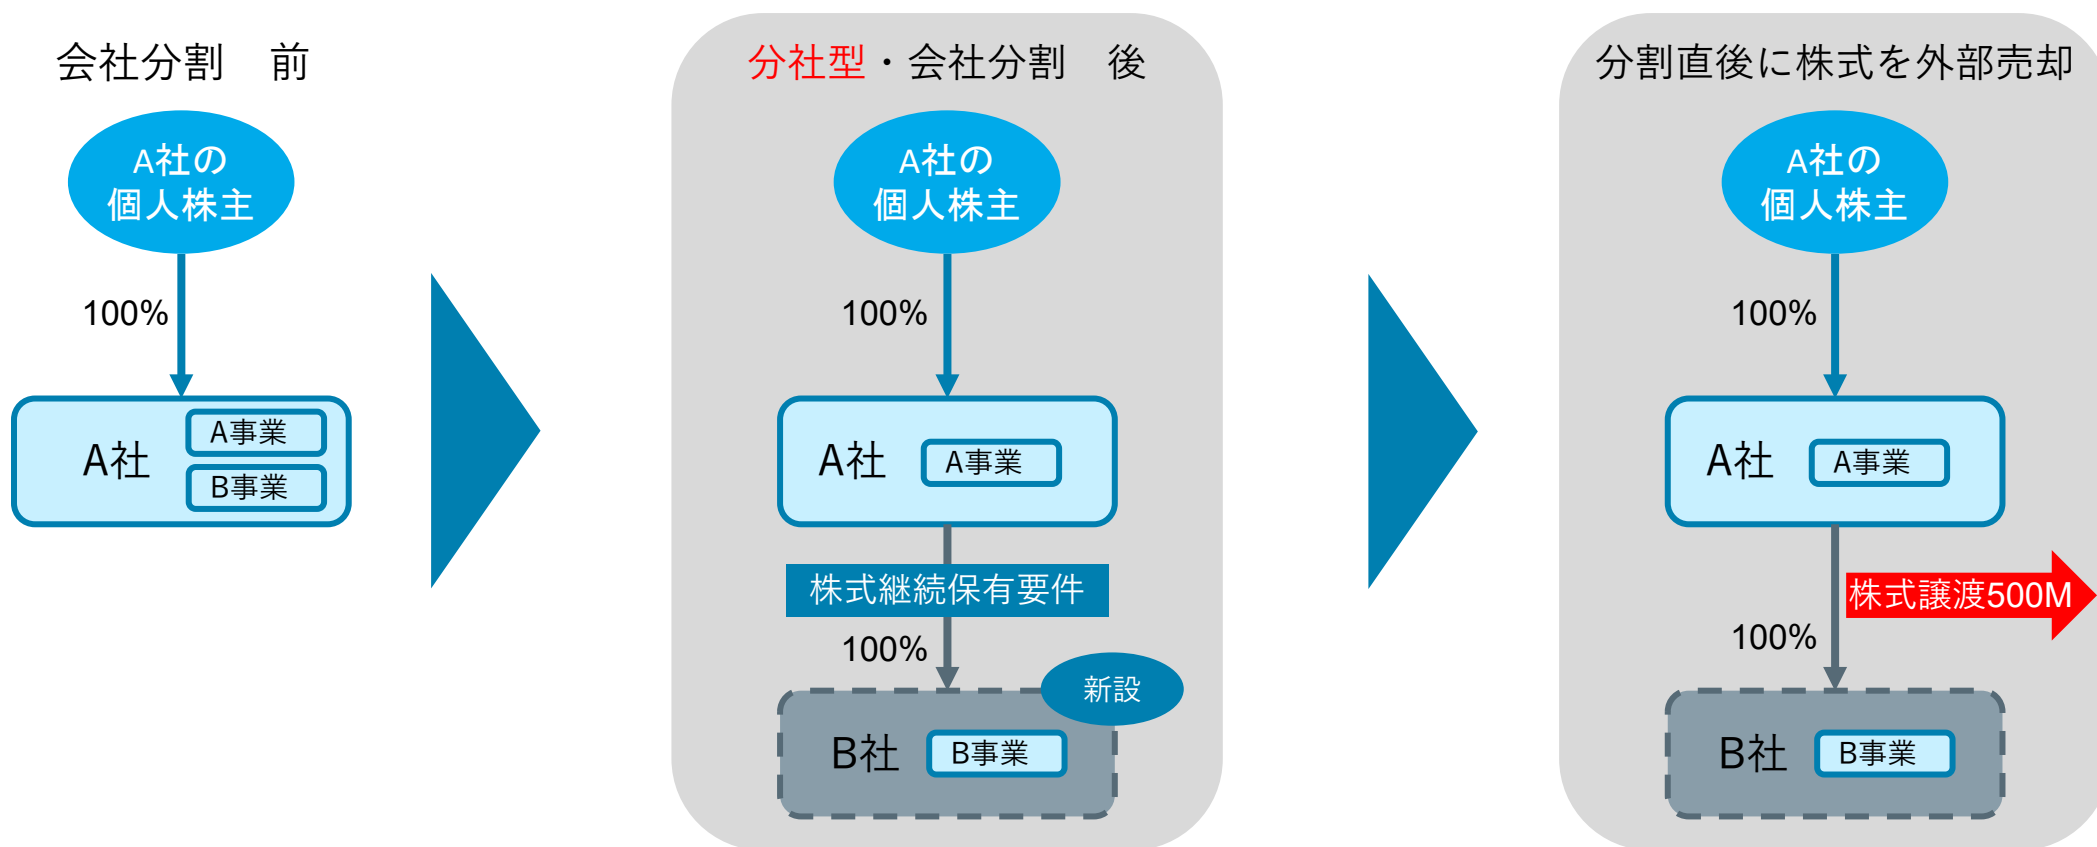 会社分割　前
A社の
個人株主
100%
A社
A事業
B事業
分社型・会社分割　後
A社の
個人株主
100%
A社
A事業
株式継続保有要件
100%
新設
B社
B事業
分割直後に株式を外部売却
A社の
個人株主
100%
A社
A事業
株式譲渡500M
100%
B社
B事業